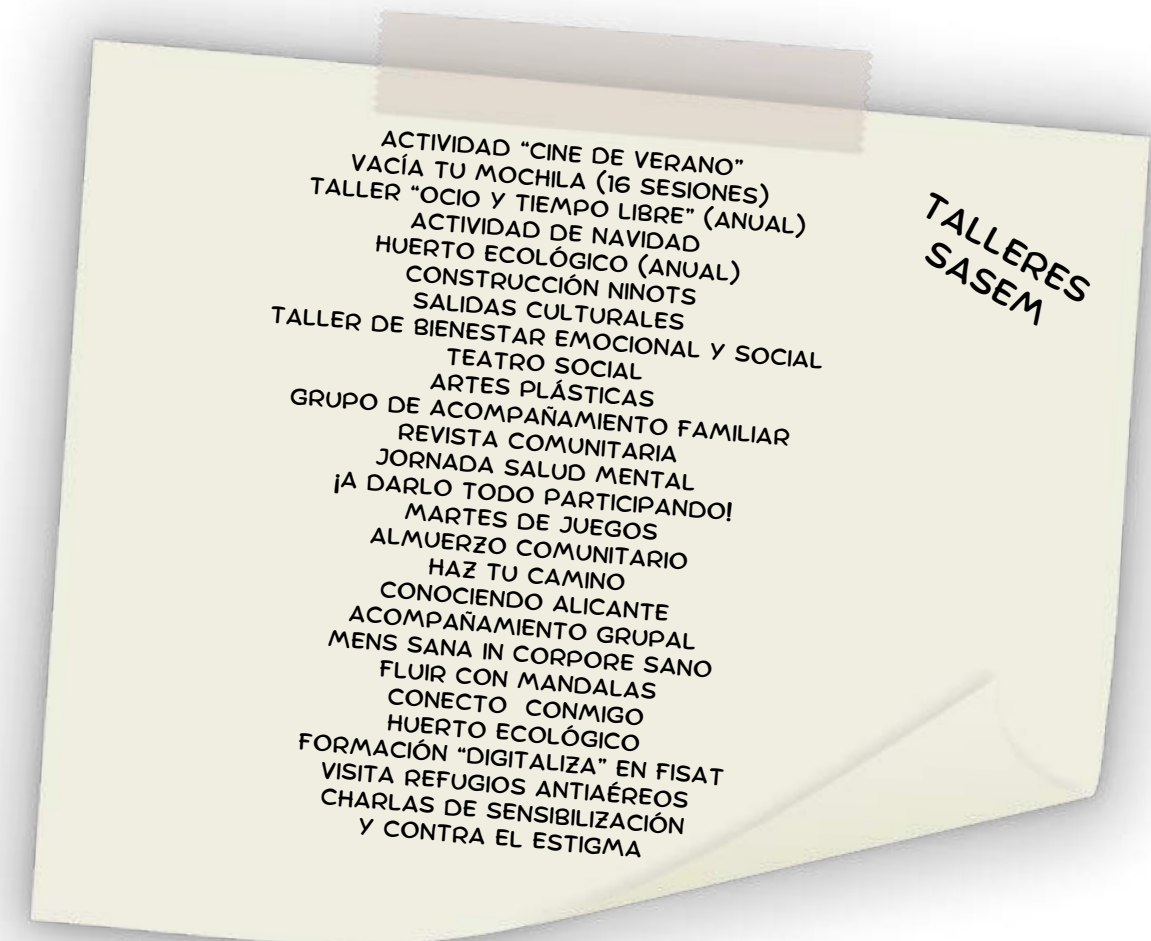 ACTIVIDAD “CINE DE VERANO”
VACÍA TU MOCHILA (16 SESIONES)
TALLER “OCIO Y TIEMPO LIBRE” (ANUAL)
ACTIVIDAD DE NAVIDAD
HUERTO ECOLÓGICO (ANUAL)
CONSTRUCCIÓN NINOTS
SALIDAS CULTURALES
TALLER DE BIENESTAR EMOCIONAL Y SOCIAL
TEATRO SOCIAL
ARTES PLÁSTICAS
GRUPO DE ACOMPAÑAMIENTO FAMILIAR
REVISTA COMUNITARIA
JORNADA SALUD MENTAL
¡A DARLO TODO PARTICIPANDO!
MARTES DE JUEGOS
ALMUERZO COMUNITARIO
HAZ TU CAMINO
CONOCIENDO ALICANTE
ACOMPAÑAMIENTO GRUPAL
MENS SANA IN CORPORE SANO
FLUIR CON MANDALAS
CONECTO CONMIGO
HUERTO ECOLÓGICO
FORMACIÓN “DIGITALIZA” EN FISAT
VISITA REFUGIOS ANTIAÉREOS
CHARLAS DE SENSIBILIZACIÓN
Y CONTRA EL ESTIGMA
TALLERES
SASEM